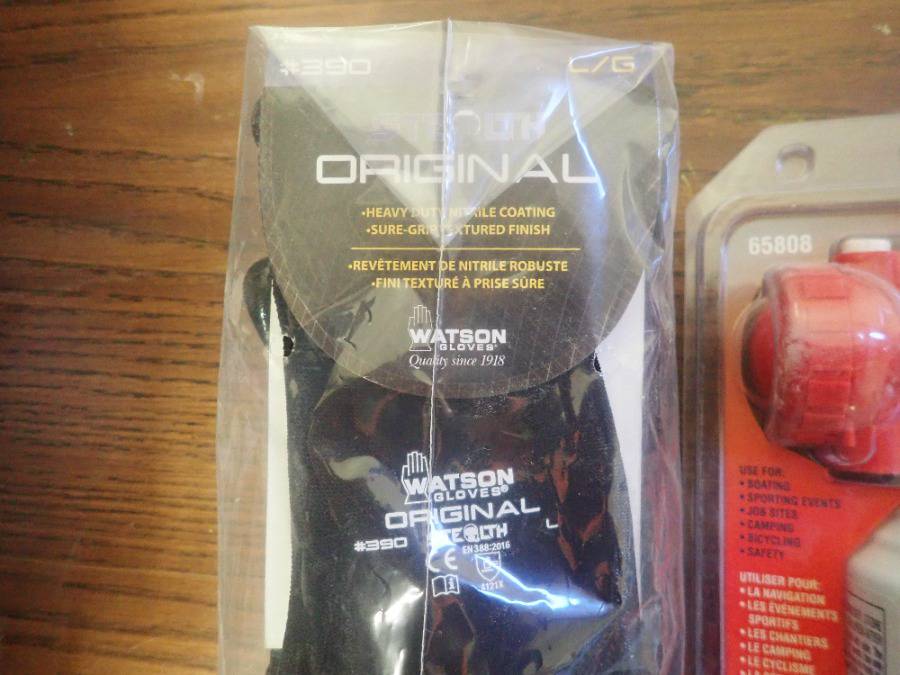 #390
L/G
STEALTH
ORIGINAL
•HEAVY DUTY NITRILE COATING
•SURE-GRIP TEXTURED FINISH
•REVÊTEMENT DE NITRILE ROBUSTE
•FINI TEXTURÉ À PRISE SÛRE
WATSON
GLOVES®
Quality since 1918
WATSON
GLOVES®
ORIGINAL
STEALTH
L
#390
EN 388:2016
CE
4121X
65808
USE FOR:
• BOATING
• SPORTING EVENTS
• JOB SITES
• CAMPING
• BICYCLING
• SAFETY
UTILISER POUR:
• LA NAVIGATION
• LES ÉVÉNEMENTS
SPORTIFS
• LES CHANTIERS
• LE CAMPING
• LE CYCLISME